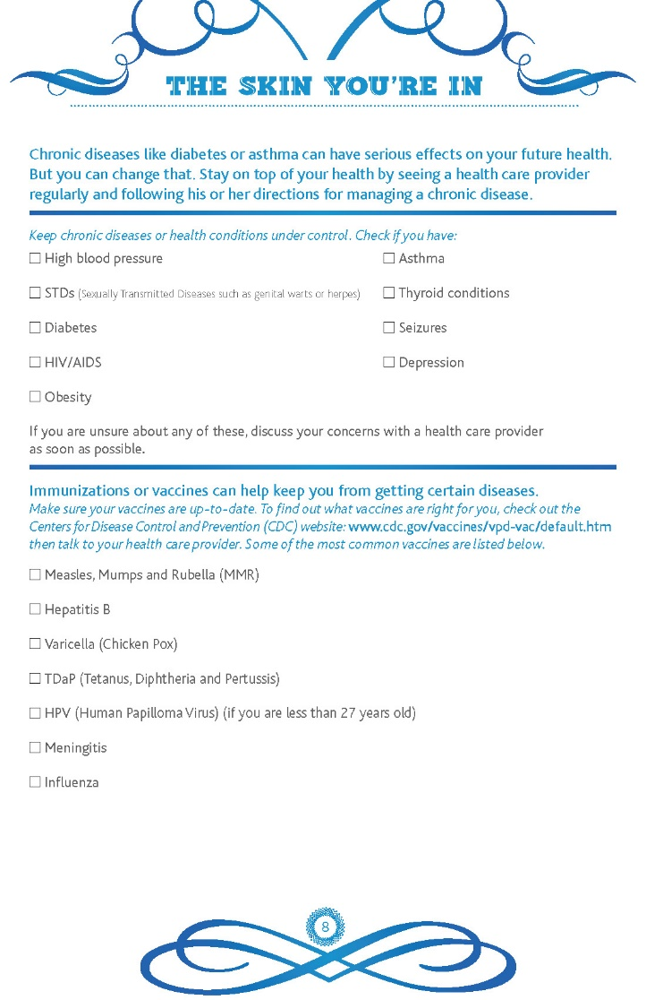 THE SKIN YOU'RE IN
Chronic diseases like diabetes or asthma can have serious effects on your future health.
But you can change that. Stay on top of your health by seeing a health care provider
regularly and following his or her directions for managing a chronic disease.
Keep chronic diseases or health conditions under control. Check if you have:
☐ High blood pressure
☐ STDs (Sexually Transmitted Diseases such as genital warts or herpes)
☐ Diabetes
☐ HIV/AIDS
☐ Obesity
☐ Asthma
☐ Thyroid conditions
☐ Seizures
☐ Depression
If you are unsure about any of these, discuss your concerns with a health care provider
as soon as possible.
Immunizations or vaccines can help keep you from getting certain diseases.
Make sure your vaccines are up-to-date. To find out what vaccines are right for you, check out the
Centers for Disease Control and Prevention (CDC) website: www.cdc.gov/vaccines/vpd-vac/default.htm
then talk to your health care provider. Some of the most common vaccines are listed below.
☐ Measles, Mumps and Rubella (MMR)
☐ Hepatitis B
☐ Varicella (Chicken Pox)
☐ TDaP (Tetanus, Diphtheria and Pertussis)
☐ HPV (Human Papilloma Virus) (if you are less than 27 years old)
☐ Meningitis
☐ Influenza
8